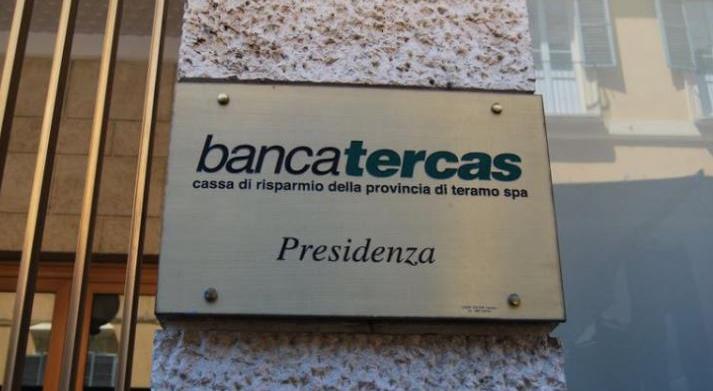 bancatercas
cassa di risparmio della provincia di teramo spa
Presidenza